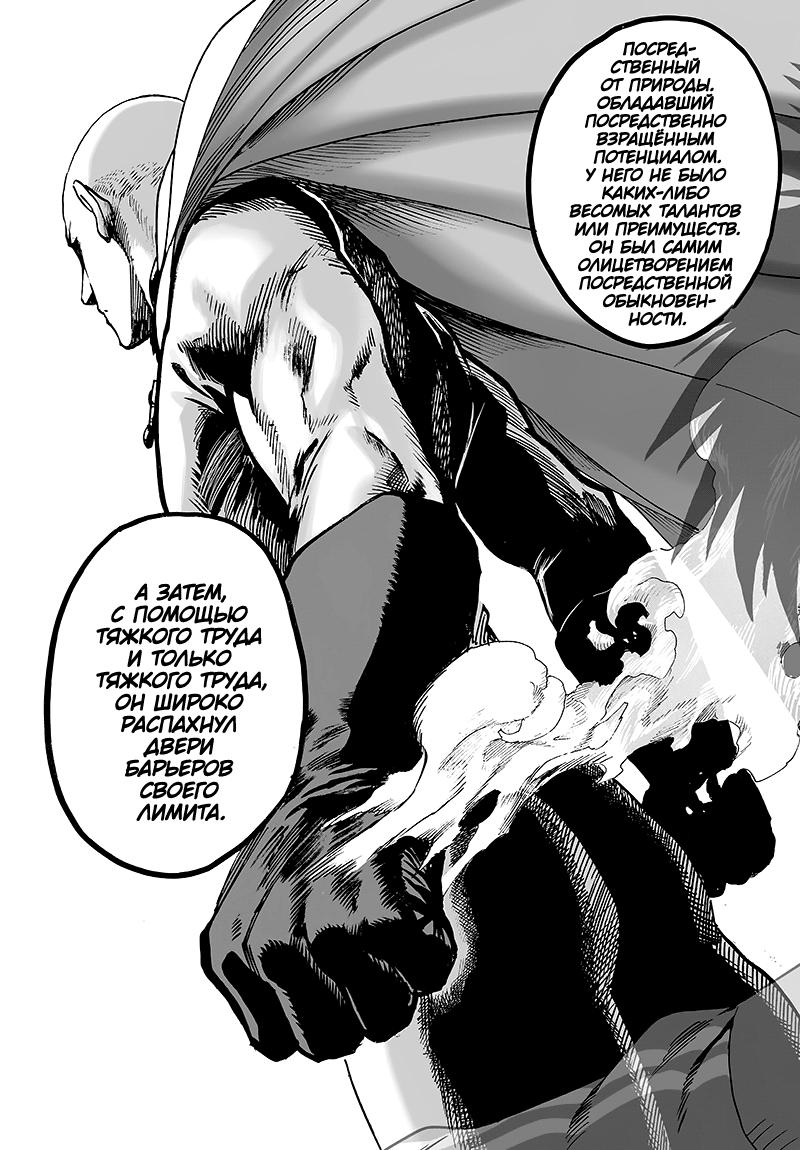 ПОСРЕД-
СТВЕННЫЙ
ОТ ПРИРОДЫ.
ОБЛАДАВШИЙ
ПОСРЕДСТВЕННО
ВЗРАЩЁННЫМ
ПОТЕНЦИАЛОМ.
У НЕГО НЕ БЫЛО
КАКИХ-ЛИБО
ВЕСОМЫХ ТАЛАНТОВ
ИЛИ ПРЕИМУЩЕСТВ.
ОН БЫЛ САМИМ
ОЛИЦЕТВОРЕНИЕМ
ПОСРЕДСТВЕННОЙ
ОБЫКНОВЕН-
НОСТИ.
А ЗАТЕМ,
С ПОМОЩЬЮ
ТЯЖКОГО ТРУДА
И ТОЛЬКО
ТЯЖКОГО ТРУДА,
ОН ШИРОКО
РАСПАХНУЛ
ДВЕРИ
БАРЬЕРОВ
СВОЕГО
ЛИМИТА.